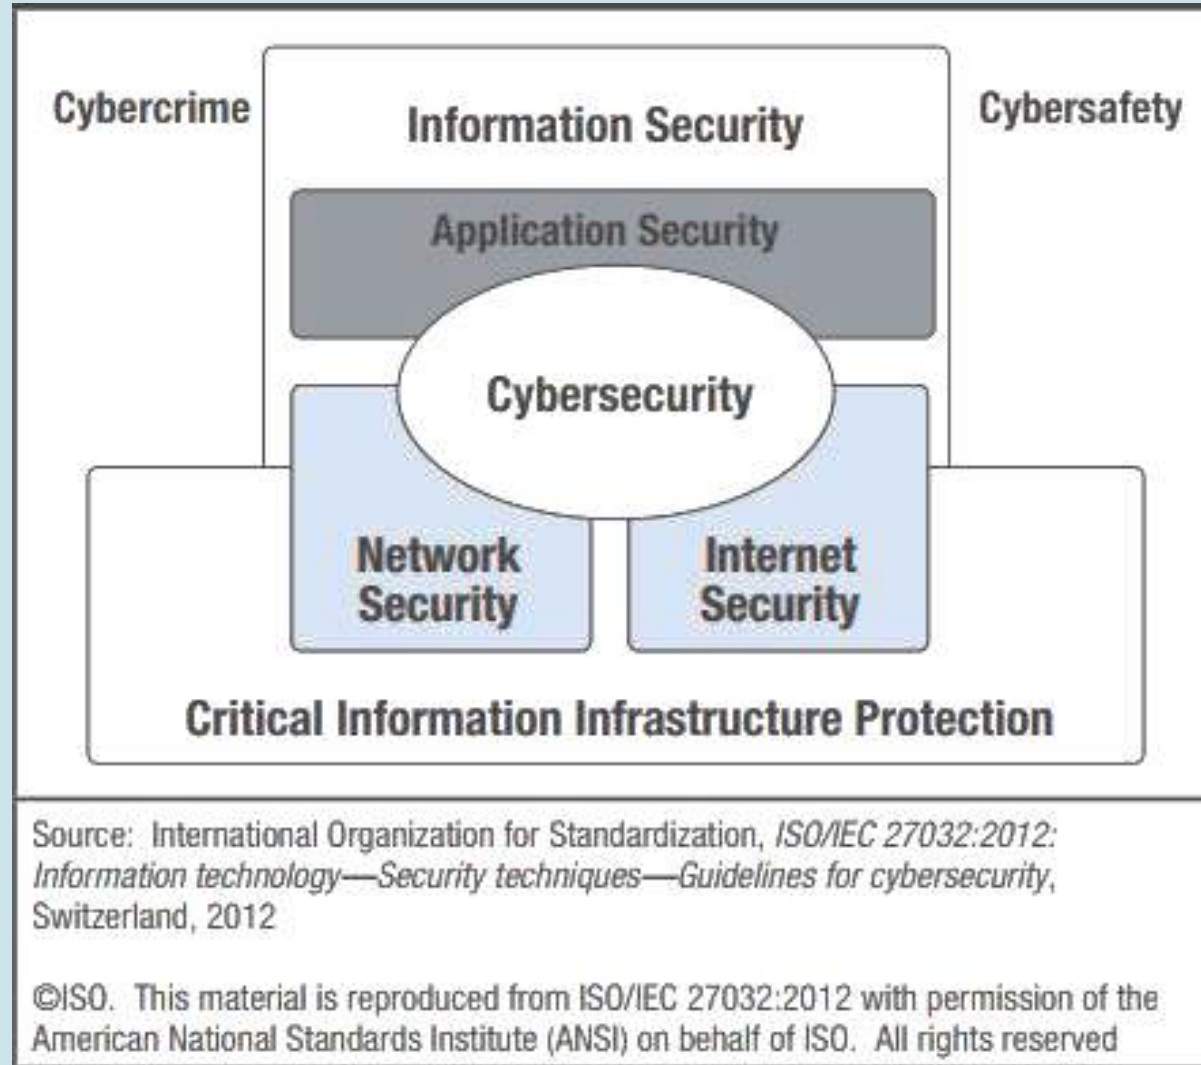 Cybercrime
Information Security
Cybersafety
Application Security
Cybersecurity
Network
Security
Internet
Security
Critical Information Infrastructure Protection
Source: International Organization for Standardization, ISO/IEC 27032:2012:
Information technology—Security techniques—Guidelines for cybersecurity,
Switzerland, 2012
©ISO. This material is reproduced from ISO/IEC 27032:2012 with permission of the
American National Standards Institute (ANSI) on behalf of ISO. All rights reserved